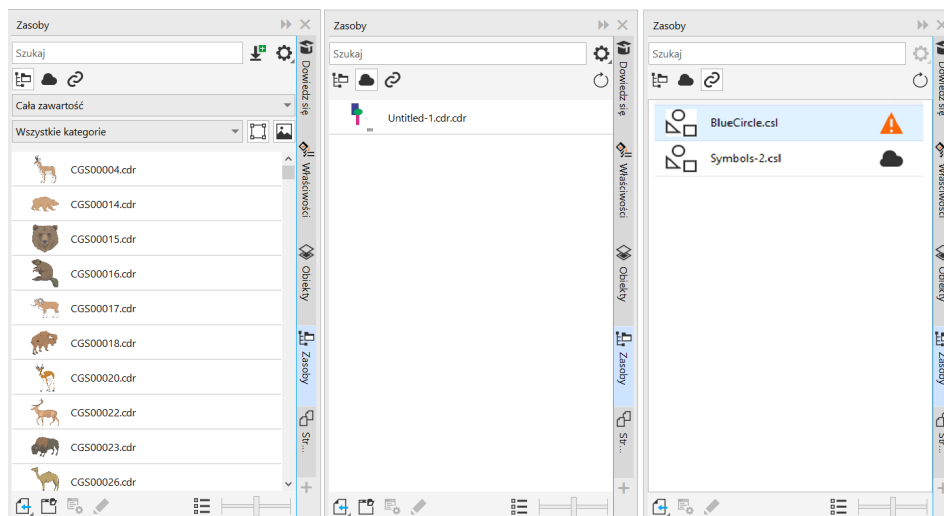 Zasoby
Szukaj
Cała zawartość
Wszystkie kategorie
CGS00004.cdr
CGS00014.cdr
CGS00015.cdr
CGS00016.cdr
CGS00017.cdr
CGS00018.cdr
CGS00020.cdr
CGS00022.cdr
CGS00023.cdr
CGS00026.cdr
Dowiedz się
Właściwości
Obiekty
Zasoby
Str...
Zasoby
Szukaj
Untitled-1.cdr.cdr
Dowiedz się
Właściwości
Obiekty
Zasoby
Str...
Zasoby
Szukaj
BlueCircle.csl
Symbols-2.csl
Dowiedz się
Właściwości
Obiekty
Zasoby
Str...